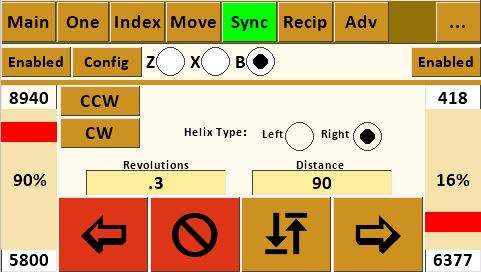 Main One Index Move Sync Recip Adv ...
Enabled Config Z X B Enabled
8940 CCW 418
CW Helix Type: Left Right
Revolutions Distance
90% .3 90 16%
5800 6377